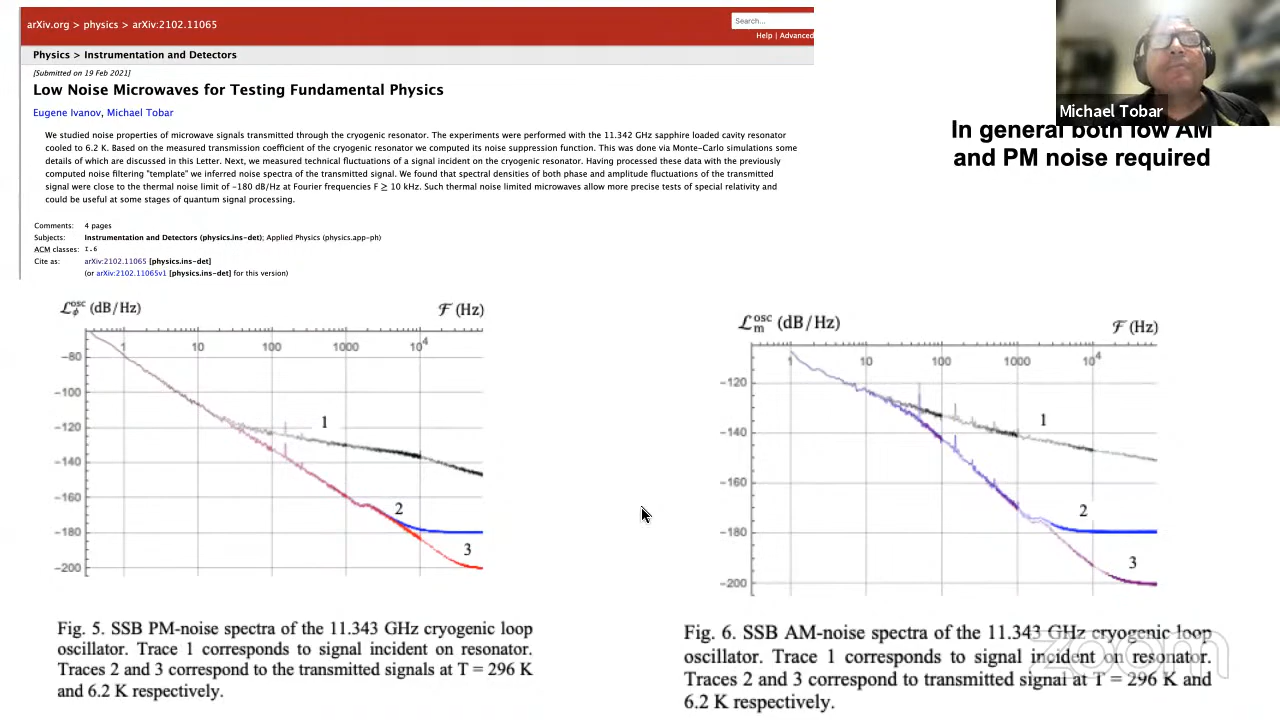 arXiv.org > physics > arXiv:2102.11065
Search...
Help | Advanced
Physics > Instrumentation and Detectors
[Submitted on 19 Feb 2021]
Low Noise Microwaves for Testing Fundamental Physics
Eugene Ivanov, Michael Tobar
We studied noise properties of microwave signals transmitted through the cryogenic resonator. The experiments were performed with the 11.342 GHz sapphire loaded cavity resonator
cooled to 6.2 K. Based on the measured transmission coefficient of the cryogenic resonator we computed its noise suppression function. This was done via Monte-Carlo simulations some
details of which are discussed in this Letter. Next, we measured technical fluctuations of a signal incident on the cryogenic resonator. Having processed these data with the previously
computed noise filtering "template" we inferred noise spectra of the transmitted signal. We found that spectral densities of both phase and amplitude fluctuations of the transmitted
signal were close to the thermal noise limit of -180 dB/Hz at Fourier frequencies F ≥ 10 kHz. Such thermal noise limited microwaves allow more precise tests of special relativity and
could be useful at some stages of quantum signal processing.
Comments: 4 pages
Subjects: Instrumentation and Detectors (physics.ins-det); Applied Physics (physics.app-ph)
ACM classes: I.6
Cite as: arXiv:2102.11065 [physics.ins-det]
(or arXiv:2102.11065v1 [physics.ins-det] for this version)
Michael Tobar
In general both low AM
and PM noise required
ℒϕ^osc (dB/Hz)
ℱ (Hz)
1 10 100 1000 10^4
-80
-100
-120
-140
-160
-180
-200
1
2
3
Fig. 5. SSB PM-noise spectra of the 11.343 GHz cryogenic loop
oscillator. Trace 1 corresponds to signal incident on resonator.
Traces 2 and 3 correspond to the transmitted signals at T = 296 K
and 6.2 K respectively.
ℒm^osc (dB/Hz)
ℱ (Hz)
1 10 100 1000 10^4
-120
-140
-160
-180
-200
1
2
3
Fig. 6. SSB AM-noise spectra of the 11.343 GHz cryogenic loop
oscillator. Trace 1 corresponds to signal incident on resonator.
Traces 2 and 3 correspond to transmitted signal at T = 296 K and
6.2 K respectively.
zoom